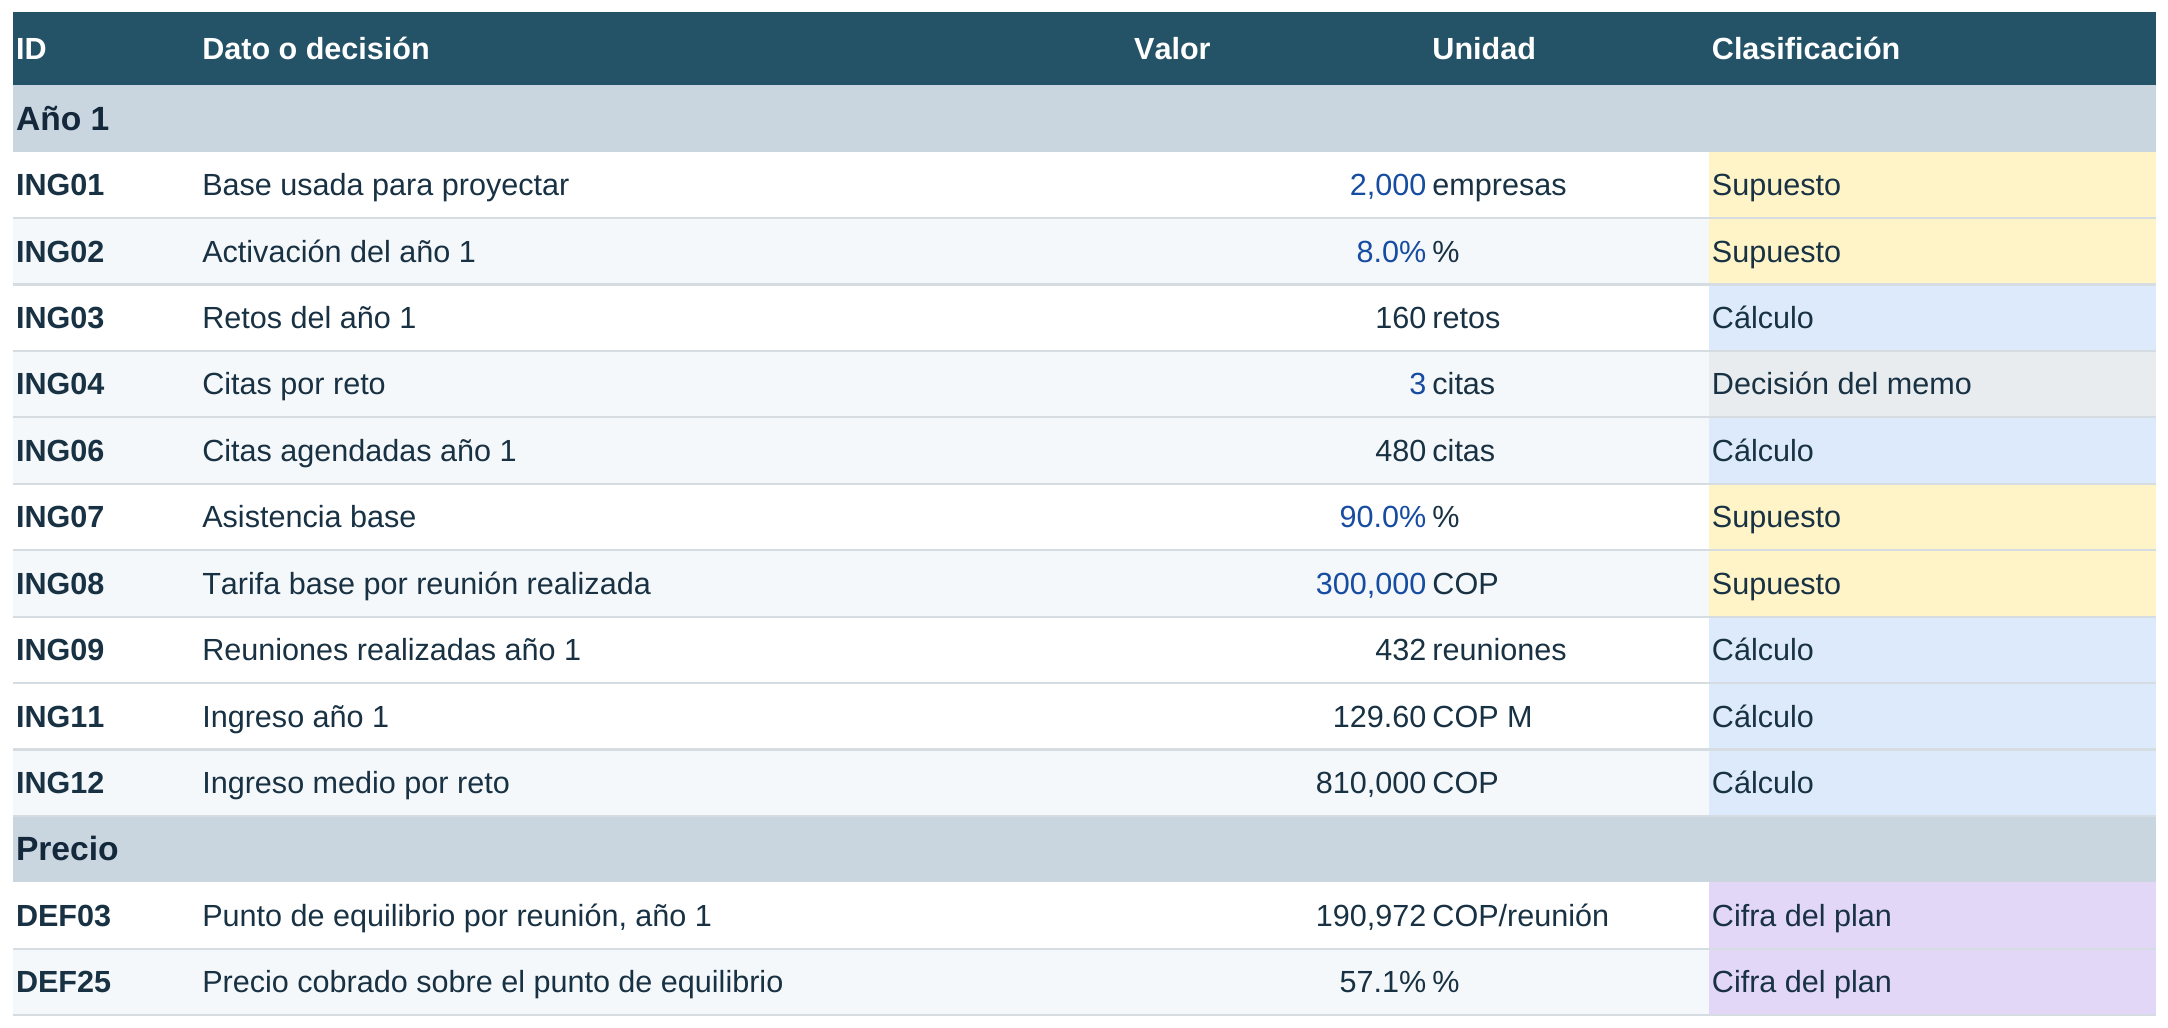 ID Dato o decisión Valor Unidad Clasificación
Año 1
ING01 Base usada para proyectar 2,000 empresas Supuesto
ING02 Activación del año 1 8.0% % Supuesto
ING03 Retos del año 1 160 retos Cálculo
ING04 Citas por reto 3 citas Decisión del memo
ING06 Citas agendadas año 1 480 citas Cálculo
ING07 Asistencia base 90.0% % Supuesto
ING08 Tarifa base por reunión realizada 300,000 COP Supuesto
ING09 Reuniones realizadas año 1 432 reuniones Cálculo
ING11 Ingreso año 1 129.60 COP M Cálculo
ING12 Ingreso medio por reto 810,000 COP Cálculo
Precio
DEF03 Punto de equilibrio por reunión, año 1 190,972 COP/reunión Cifra del plan
DEF25 Precio cobrado sobre el punto de equilibrio 57.1% % Cifra del plan